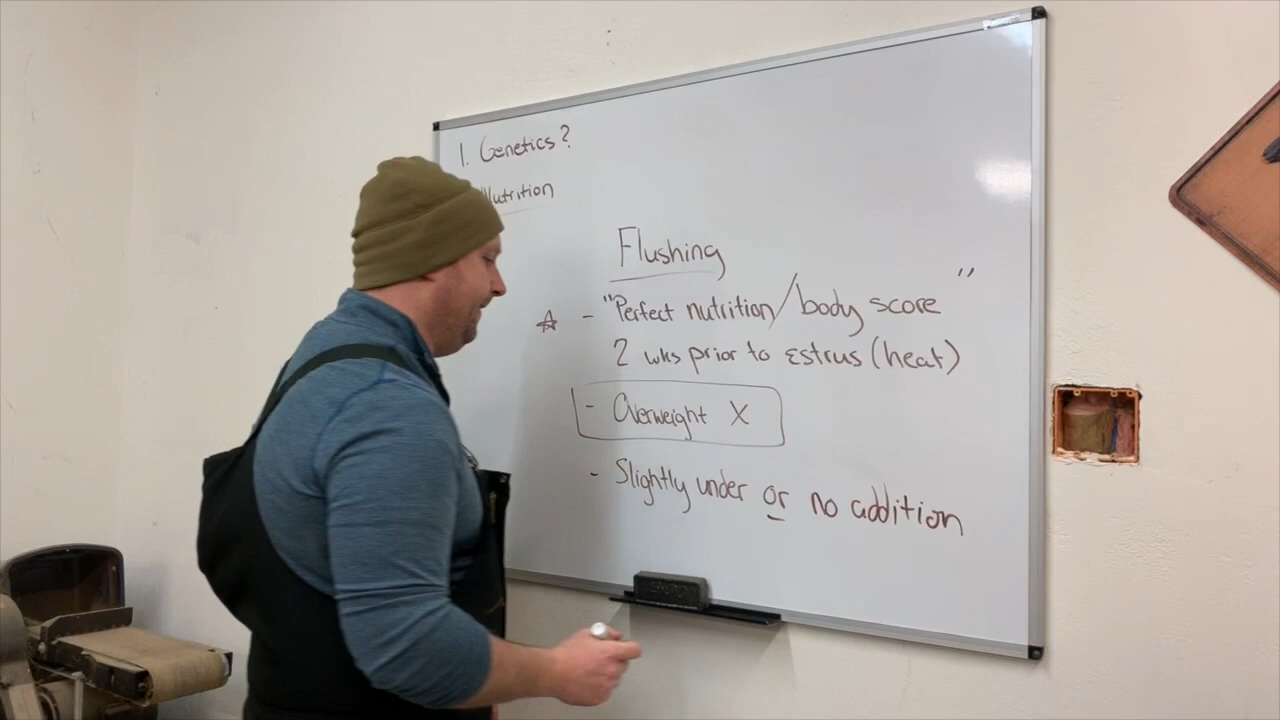 1. Genetics?
Nutrition
Flushing
☆ - "Perfect nutrition/body score "
2 wks prior to estrus (heat)
- Overweight X
- Slightly under or no addition